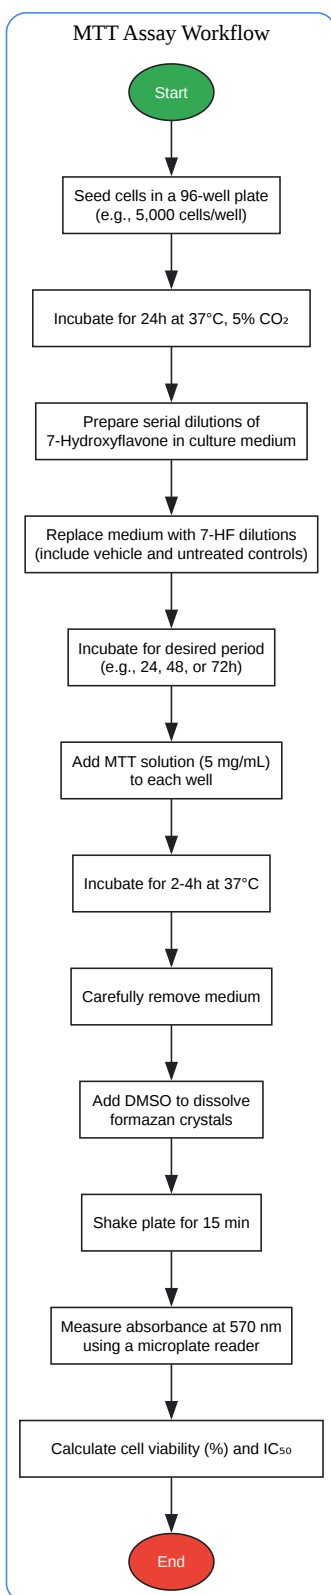 MTT Assay Workflow
Start
Seed cells in a 96-well plate
(e.g., 5,000 cells/well)
Incubate for 24h at 37°C, 5% CO₂
Prepare serial dilutions of
7-Hydroxyflavone in culture medium
Replace medium with 7-HF dilutions
(include vehicle and untreated controls)
Incubate for desired period
(e.g., 24, 48, or 72h)
Add MTT solution (5 mg/mL)
to each well
Incubate for 2-4h at 37°C
Carefully remove medium
Add DMSO to dissolve
formazan crystals
Shake plate for 15 min
Measure absorbance at 570 nm
using a microplate reader
Calculate cell viability (%) and IC₅₀
End